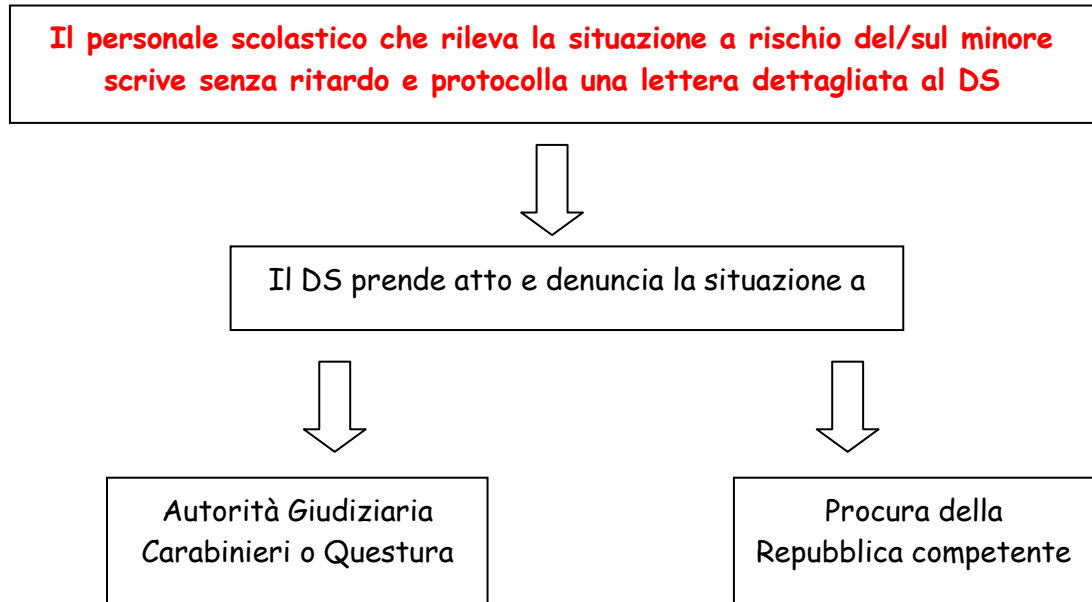 Il personale scolastico che rileva la situazione a rischio del/sul minore
scrive senza ritardo e protocolla una lettera dettagliata al DS
Il DS prende atto e denuncia la situazione a
Autorità Giudiziaria
Carabinieri o Questura
Procura della
Repubblica competente